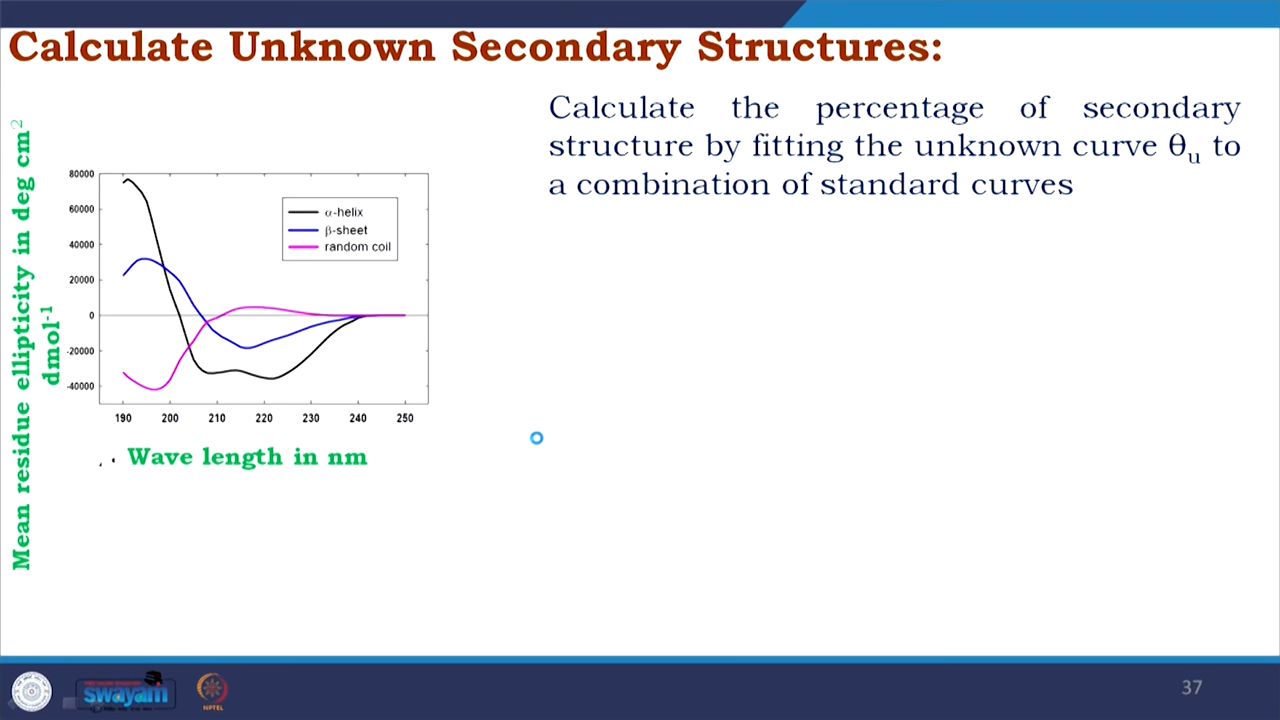 Calculate Unknown Secondary Structures:
Calculate the percentage of secondary
structure by fitting the unknown curve θu to
a combination of standard curves
Mean residue ellipticity in deg cm2
dmol-1
80000
60000
40000
20000
0
-20000
-40000
α-helix
β-sheet
random coil
190 200 210 220 230 240 250
Wave length in nm
swayam
NPTEL
37